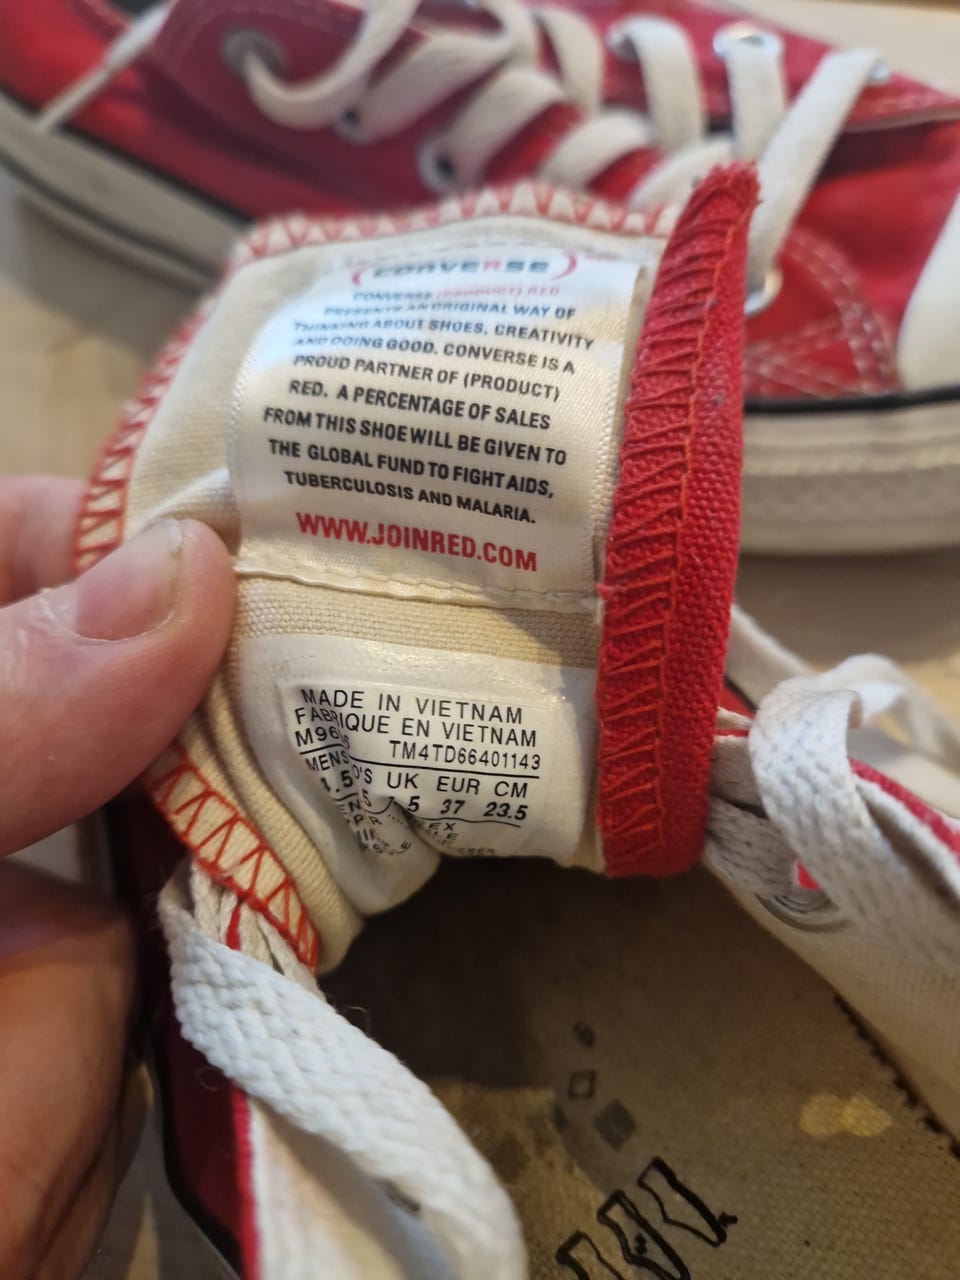 (CONVERSE)
CONVERSE (PRODUCT) RED
PRESENTS AN ORIGINAL WAY OF
THINKING ABOUT SHOES, CREATIVITY
AND DOING GOOD. CONVERSE IS A
PROUD PARTNER OF (PRODUCT)
RED. A PERCENTAGE OF SALES
FROM THIS SHOE WILL BE GIVEN TO
THE GLOBAL FUND TO FIGHT AIDS,
TUBERCULOSIS AND MALARIA.
WWW.JOINRED.COM
MADE IN VIETNAM
FABRIQUE EN VIETNAM
TM4TD66401143
MENS UK EUR CM
37 23.5